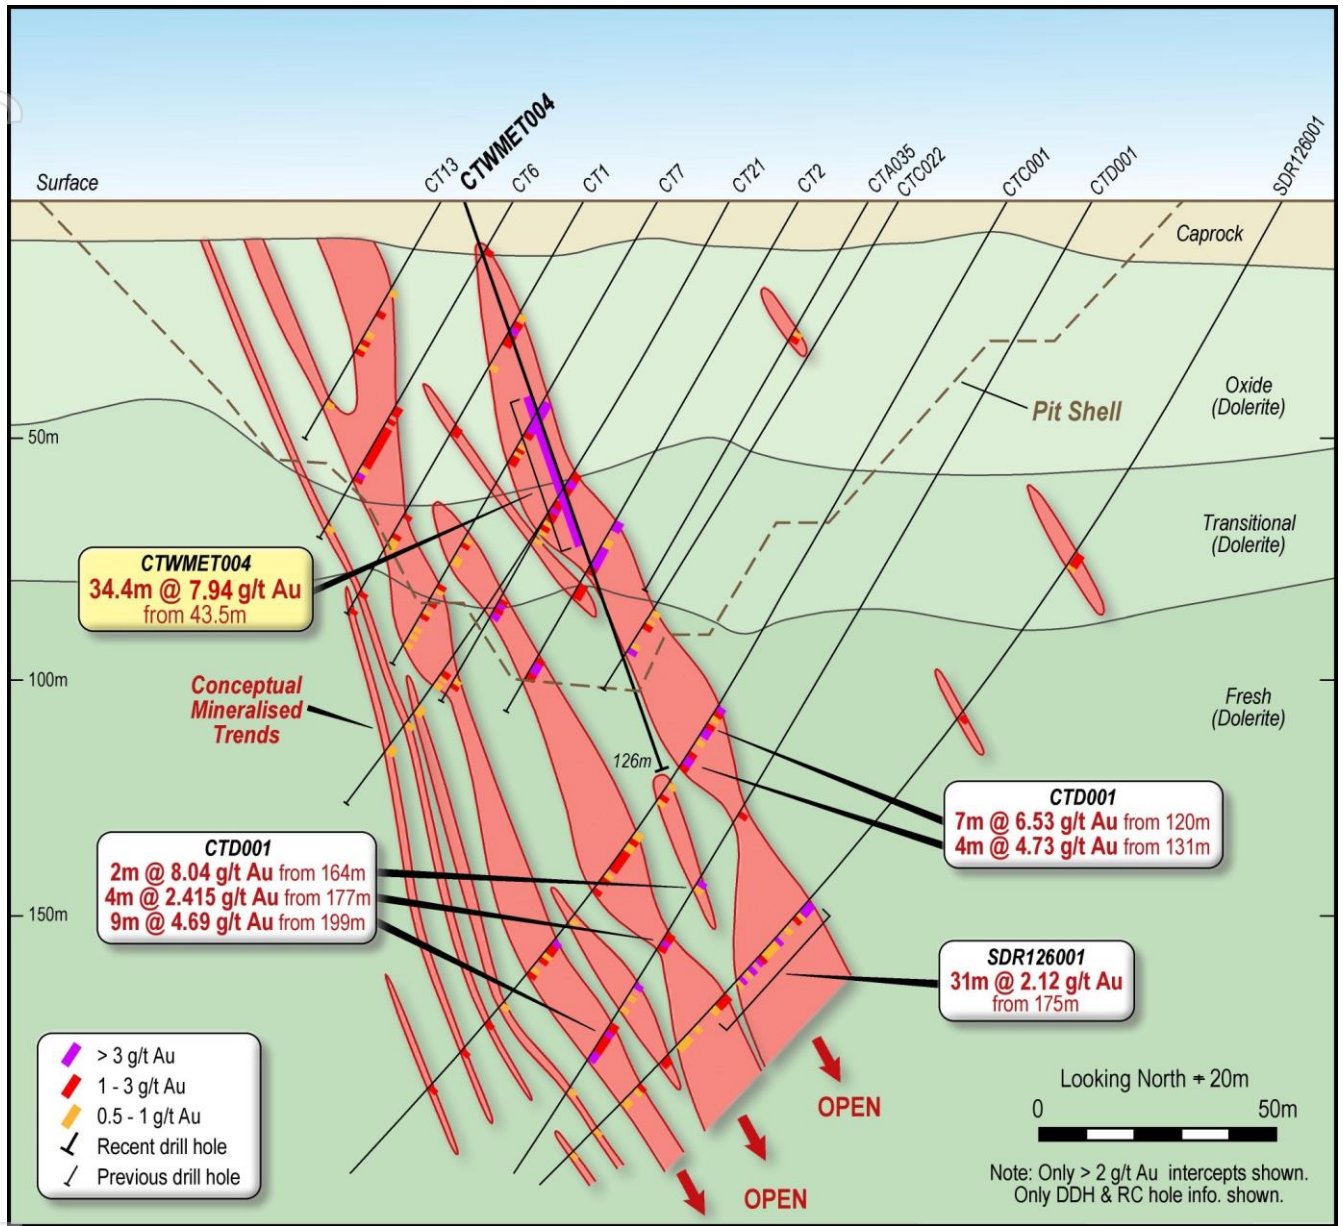 Surface
CT13
CTWMET004
CT6
CT1
CT7
CT21
CT2
CTA035
CTC022
CTC001
CTD001
SDR126001
Caprock
Oxide
(Dolerite)
50m
Pit Shell
Transitional
(Dolerite)
CTWMET004
34.4m @ 7.94 g/t Au
from 43.5m
100m
Conceptual
Mineralised
Trends
Fresh
(Dolerite)
126m
CTD001
7m @ 6.53 g/t Au from 120m
4m @ 4.73 g/t Au from 131m
CTD001
2m @ 8.04 g/t Au from 164m
4m @ 2.415 g/t Au from 177m
9m @ 4.69 g/t Au from 199m
150m
SDR126001
31m @ 2.12 g/t Au
from 175m
> 3 g/t Au
1 - 3 g/t Au
0.5 - 1 g/t Au
Recent drill hole
Previous drill hole
OPEN
OPEN
Looking North ± 20m
0 50m
Note: Only > 2 g/t Au intercepts shown.
Only DDH & RC hole info. shown.